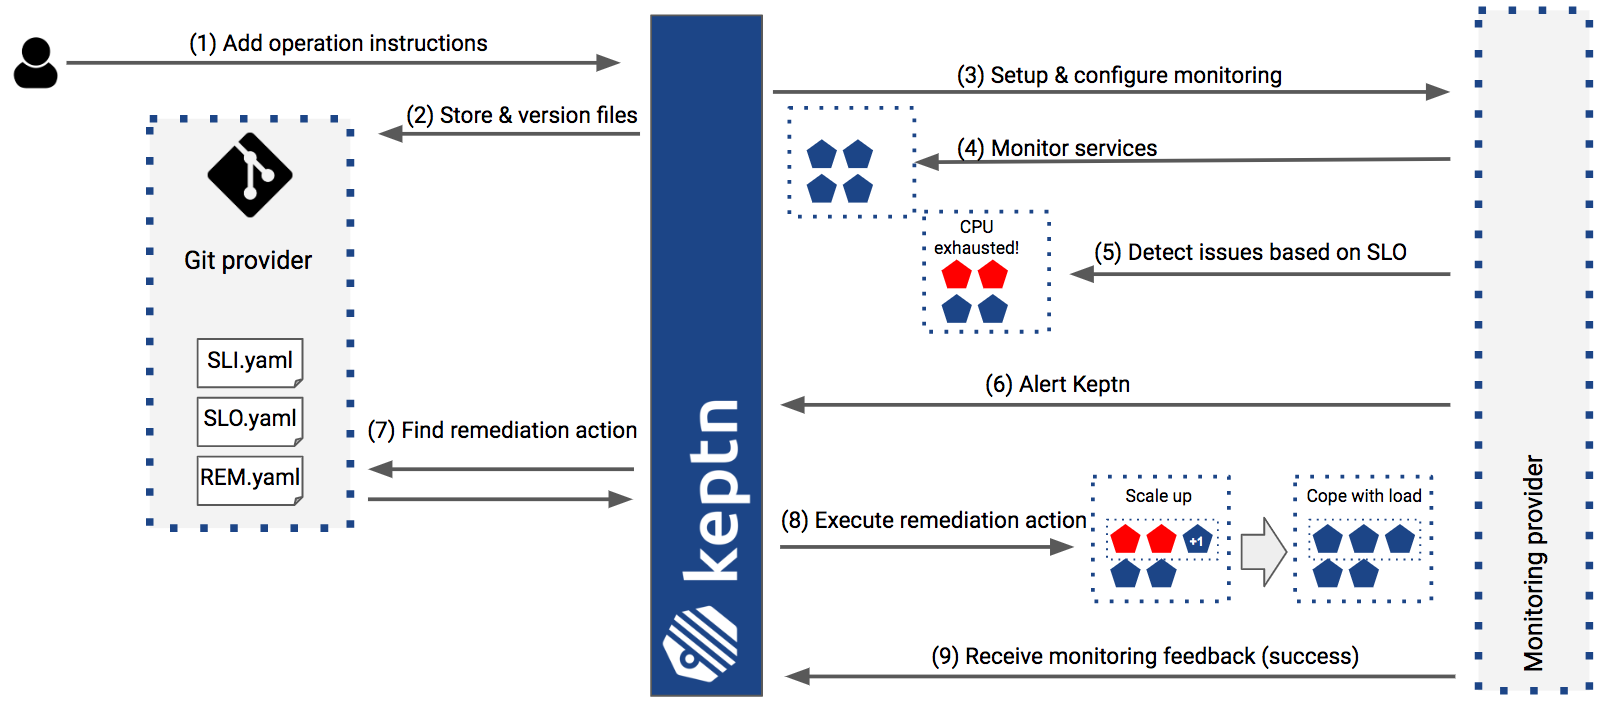 (1) Add operation instructions
(2) Store & version files
Git provider
SLI.yaml
SLO.yaml
REM.yaml
(7) Find remediation action
keptn
(3) Setup & configure monitoring
(4) Monitor services
CPU
exhausted!
(5) Detect issues based on SLO
(6) Alert Keptn
(8) Execute remediation action
Scale up
+1
Cope with load
(9) Receive monitoring feedback (success)
Monitoring provider